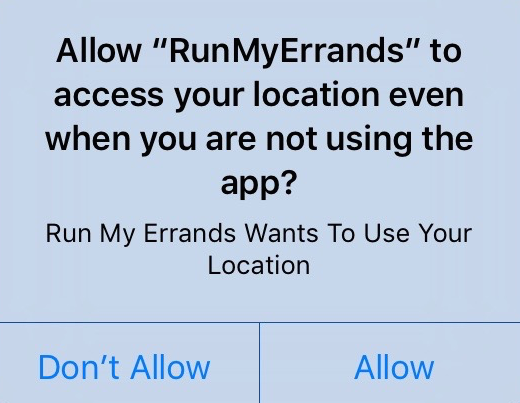 Allow “RunMyErrands” to
access your location even
when you are not using the
app?
Run My Errands Wants To Use Your
Location
Don’t Allow
Allow